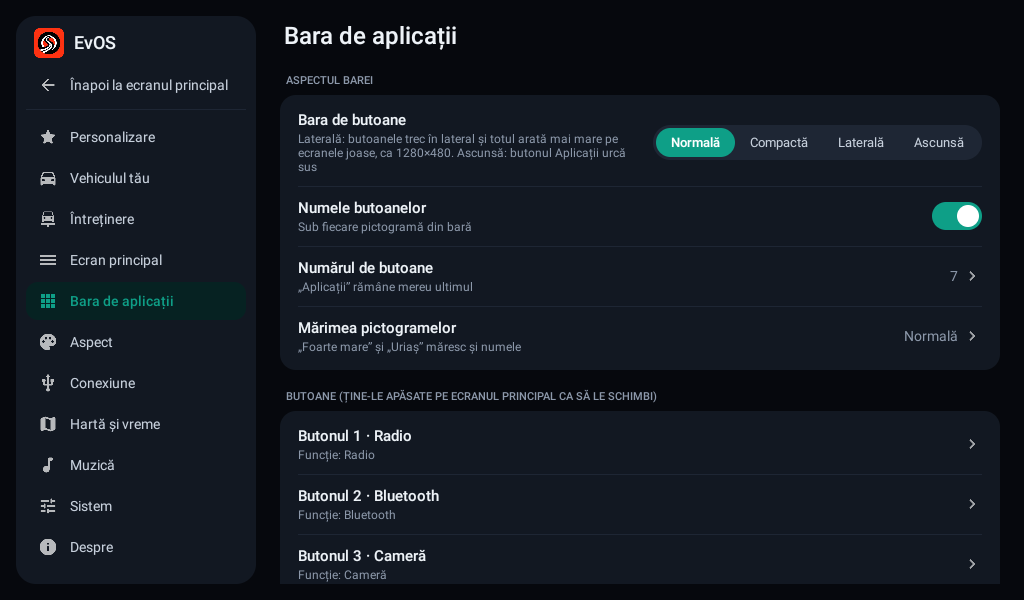 EvOS
Înapoi la ecranul principal
Personalizare
Vehiculul tău
Întreținere
Ecran principal
Bara de aplicații
Aspect
Conexiune
Hartă și vreme
Muzică
Sistem
Despre
Bara de aplicații
ASPECTUL BAREI
Bara de butoane
Laterală: butoanele trec în lateral și totul arată mai mare pe
ecranele joase, ca 1280×480. Ascunsă: butonul Aplicații urcă
sus
Normală
Compactă
Laterală
Ascunsă
Numele butoanelor
Sub fiecare pictogramă din bară
Numărul de butoane
„Aplicații” rămâne mereu ultimul
7
Mărimea pictogramelor
„Foarte mare” și „Uriaș” măresc și numele
Normală
BUTOANE (ȚINE-LE APĂSATE PE ECRANUL PRINCIPAL CA SĂ LE SCHIMBI)
Butonul 1 · Radio
Funcție: Radio
Butonul 2 · Bluetooth
Funcție: Bluetooth
Butonul 3 · Cameră
Funcție: Cameră